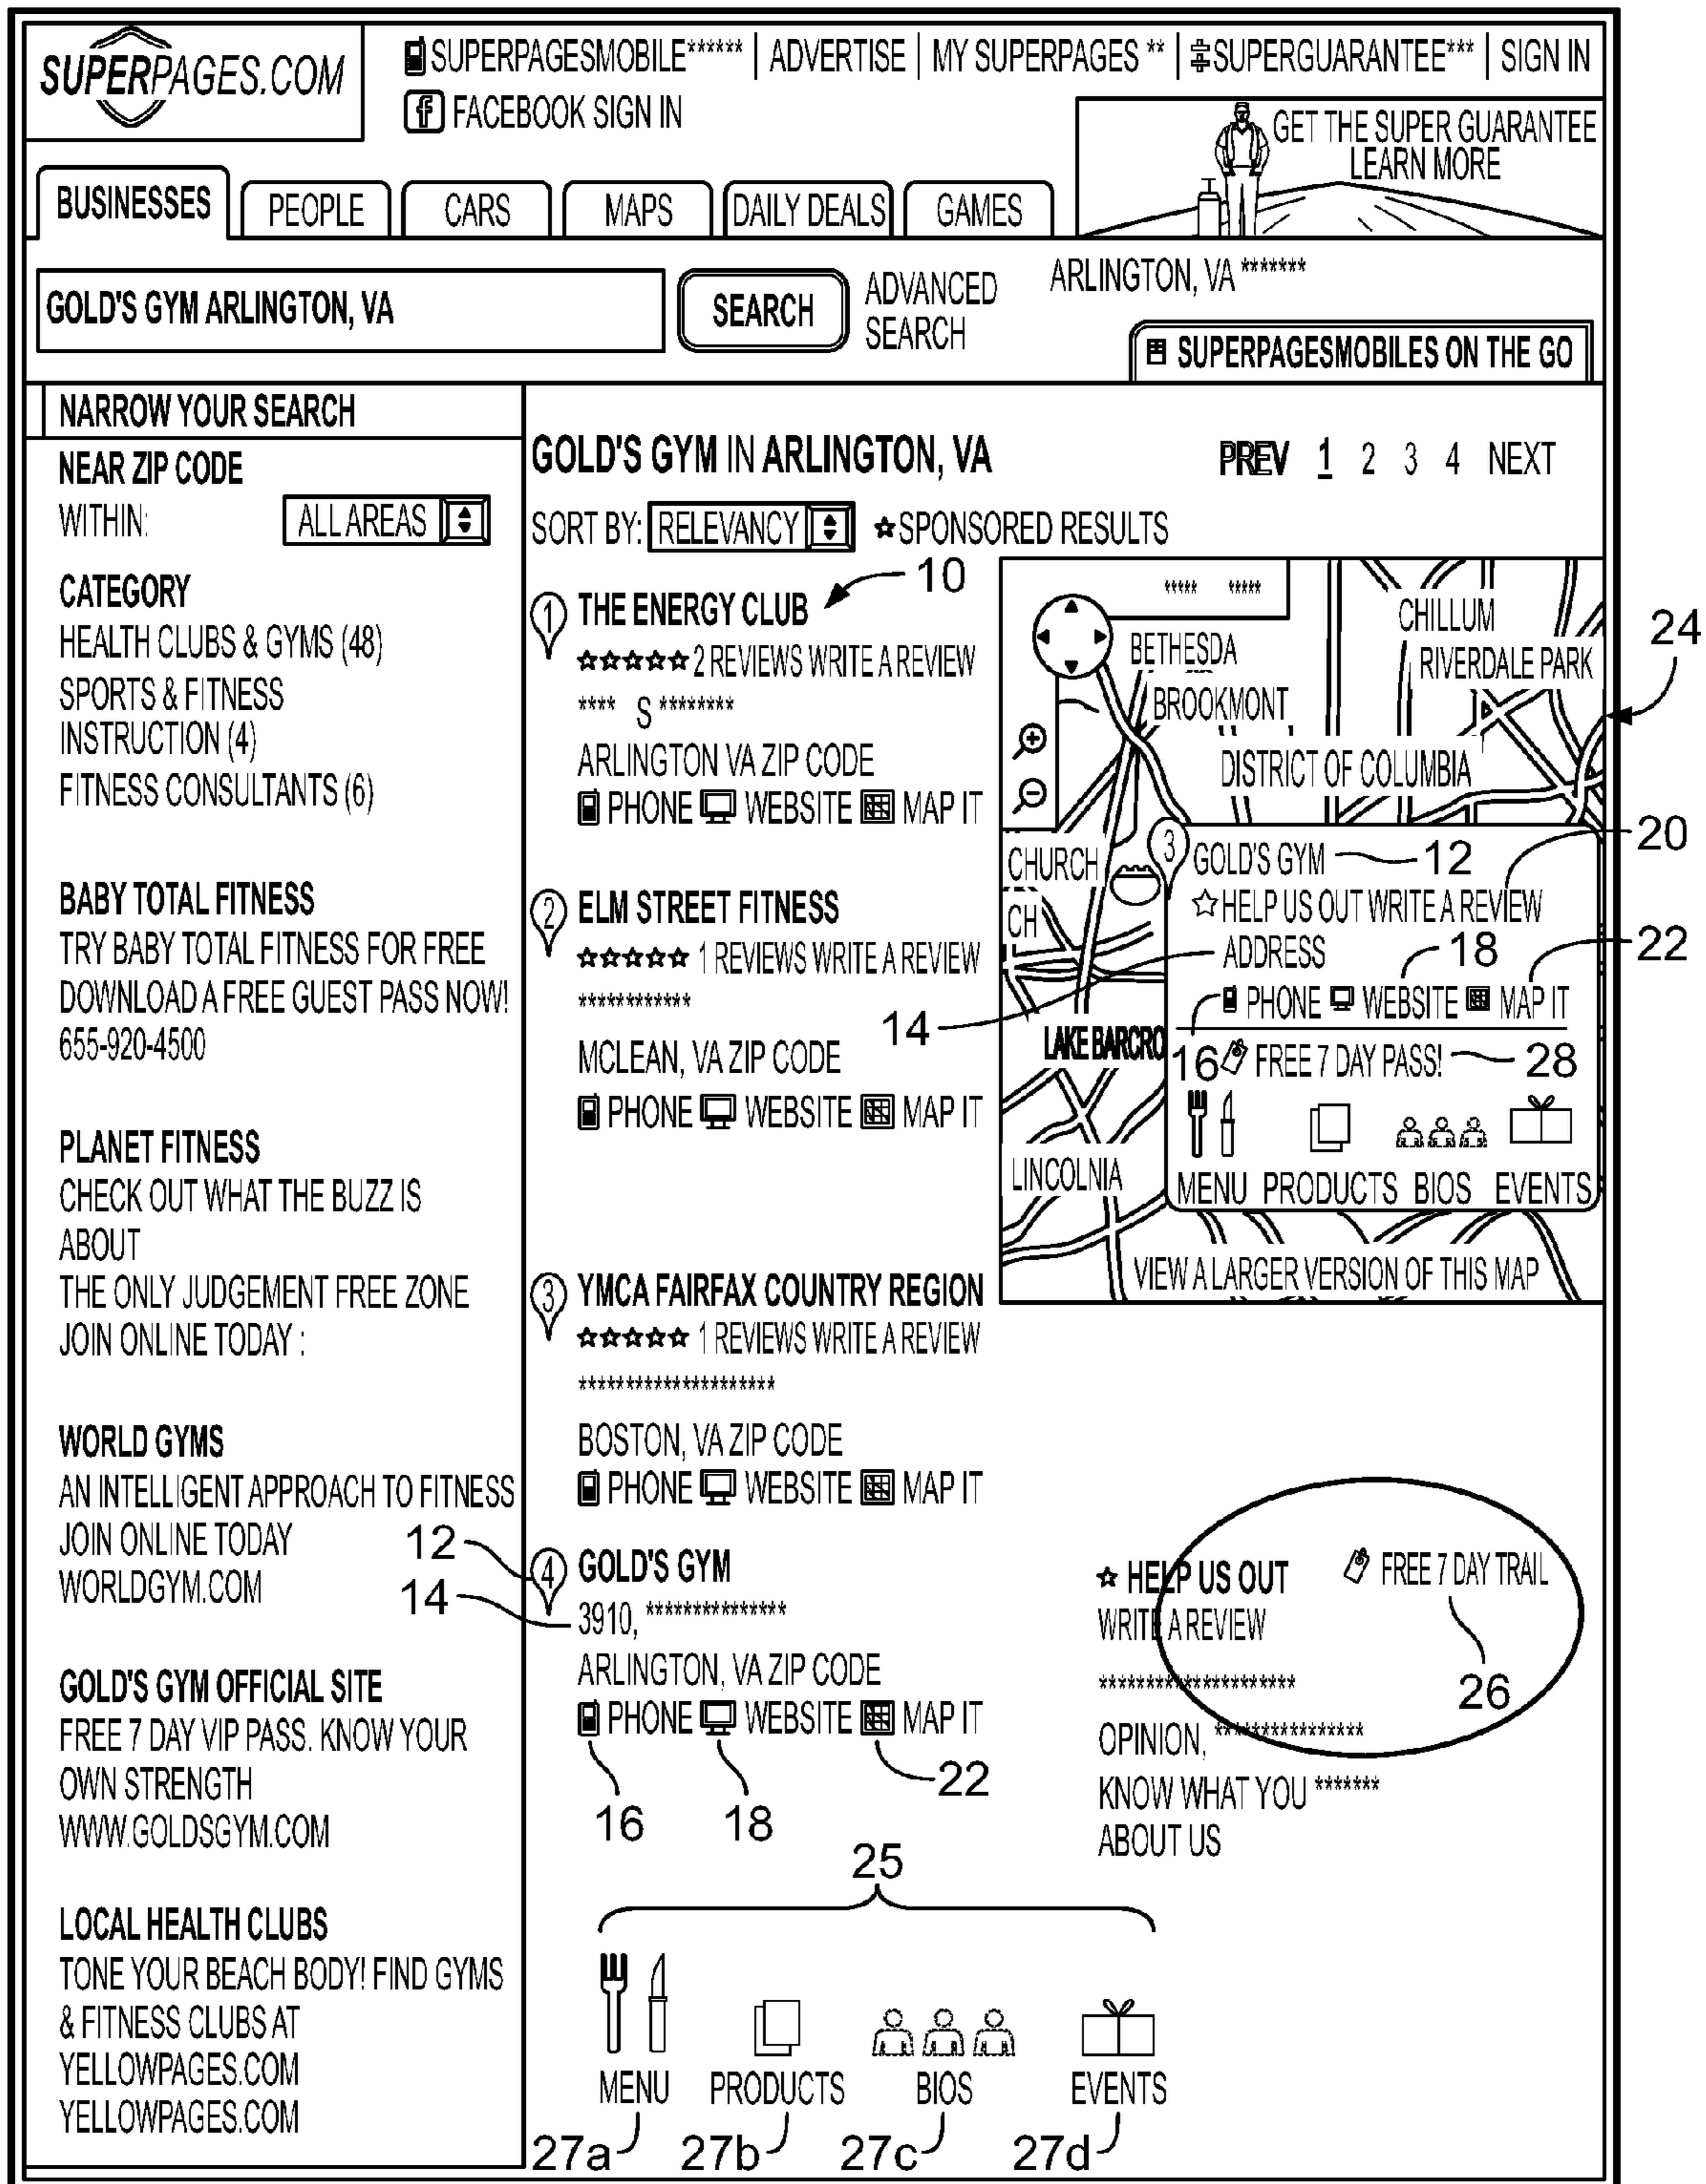 SUPERPAGES.COM
SUPERPAGESMOBILE****** | ADVERTISE | MY SUPERPAGES ** | SUPERGUARANTEE*** | SIGN IN
f FACEBOOK SIGN IN
GET THE SUPER GUARANTEE
LEARN MORE
BUSINESSES PEOPLE CARS MAPS DAILY DEALS GAMES
GOLD'S GYM ARLINGTON, VA
SEARCH
ADVANCED
SEARCH
ARLINGTON, VA *******
SUPERPAGESMOBILES ON THE GO
NARROW YOUR SEARCH
NEAR ZIP CODE
WITHIN: ALL AREAS
CATEGORY
HEALTH CLUBS & GYMS (48)
SPORTS & FITNESS
INSTRUCTION (4)
FITNESS CONSULTANTS (6)
BABY TOTAL FITNESS
TRY BABY TOTAL FITNESS FOR FREE
DOWNLOAD A FREE GUEST PASS NOW!
655-920-4500
PLANET FITNESS
CHECK OUT WHAT THE BUZZ IS
ABOUT
THE ONLY JUDGEMENT FREE ZONE
JOIN ONLINE TODAY :
WORLD GYMS
AN INTELLIGENT APPROACH TO FITNESS
JOIN ONLINE TODAY
WORLDGYM.COM
GOLD'S GYM OFFICIAL SITE
FREE 7 DAY VIP PASS. KNOW YOUR
OWN STRENGTH
WWW.GOLDSGYM.COM
LOCAL HEALTH CLUBS
TONE YOUR BEACH BODY! FIND GYMS
& FITNESS CLUBS AT
YELLOWPAGES.COM
YELLOWPAGES.COM
GOLD'S GYM IN ARLINGTON, VA
PREV 1 2 3 4 NEXT
SORT BY: RELEVANCY ☆SPONSORED RESULTS
10
1 THE ENERGY CLUB
☆☆☆☆☆ 2 REVIEWS WRITE A REVIEW
**** S ********
ARLINGTON VA ZIP CODE
PHONE WEBSITE MAP IT
2 ELM STREET FITNESS
☆☆☆☆☆ 1 REVIEWS WRITE A REVIEW
************
MCLEAN, VA ZIP CODE
PHONE WEBSITE MAP IT
3 YMCA FAIRFAX COUNTRY REGION
☆☆☆☆☆ 1 REVIEWS WRITE A REVIEW
*********************
BOSTON, VA ZIP CODE
PHONE WEBSITE MAP IT
12
4 GOLD'S GYM
14
3910, ***************
ARLINGTON, VA ZIP CODE
PHONE WEBSITE MAP IT
16 18 22
***** *****
CHILLUM
BETHESDA
RIVERDALE PARK
24
BROOKMONT
DISTRICT OF COLUMBIA
20
CHURCH
CH
3 GOLD'S GYM 12
☆HELP US OUT WRITE A REVIEW
ADDRESS 18 22
14
PHONE WEBSITE MAP IT
LAKE BARCRO
16 FREE 7 DAY PASS! 28
MENU PRODUCTS BIOS EVENTS
LINCOLNIA
VIEW A LARGER VERSION OF THIS MAP
☆ HELP US OUT
FREE 7 DAY TRAIL
WRITE A REVIEW
*********************
26
OPINION, ****************
KNOW WHAT YOU *******
ABOUT US
25
MENU PRODUCTS BIOS EVENTS
27a 27b 27c 27d